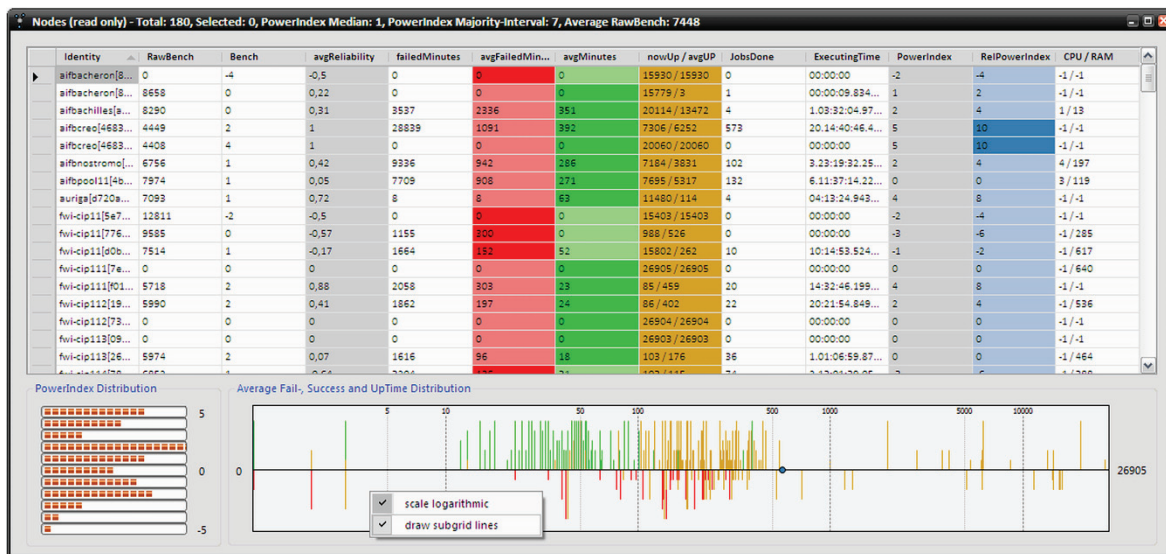 Nodes (read only) - Total: 180, Selected: 0, PowerIndex Median: 1, PowerIndex Majority-Interval: 7, Average RawBench: 7448
Identity RawBench Bench avgReliability failedMinutes avgFailedMin... avgMinutes nowUp / avgUP JobsDone ExecutingTime PowerIndex RelPowerIndex CPU / RAM
aifbacheron[8... 0 -4 -0,5 0 0 0 15930 / 15930 0 00:00:00 -2 -4 -1 / -1
aifbacheron[8... 8658 0 0,22 0 0 0 15779 / 3 1 00:00:09.834... 1 2 -1 / -1
aifbachilles[a... 8290 0 0,31 3537 2336 351 20114 / 13472 4 1.03:32:04.97... 2 4 1 / 13
aifbcreo[4683... 4449 2 1 28839 1091 392 7306 / 6252 573 20.14:40:46.4... 5 10 -1 / -1
aifbcreo[4683... 4408 4 1 0 0 0 20060 / 20060 0 00:00:00 5 10 -1 / -1
aifbnostromo[... 6756 1 0,42 9336 942 286 7184 / 3831 102 3.23:19:32.25... 2 4 4 / 197
aifbpool11[4b... 7974 1 0,05 7709 908 271 7695 / 5317 132 6.11:37:14.22... 0 0 3 / 119
auriga[d720a... 7093 1 0,72 8 8 63 11480 / 114 4 04:13:24.943... 4 8 -1 / -1
fwi-cip11[5e7... 12811 -2 -0,5 0 0 0 15403 / 15403 0 00:00:00 -2 -4 -1 / -1
fwi-cip11[776... 9585 0 -0,57 1155 300 0 988 / 526 0 00:00:00 -3 -6 -1 / 285
fwi-cip11[d0b... 7514 1 -0,17 1664 152 52 15802 / 262 10 10:14:53.524... -1 -2 -1 / 617
fwi-cip111[7e... 0 0 0 0 0 0 26905 / 26905 0 00:00:00 0 0 -1 / 640
fwi-cip111[f01... 5718 2 0,88 2058 303 23 85 / 459 20 14:32:46.199... 4 8 -1 / -1
fwi-cip112[19... 5990 2 0,41 1862 197 24 86 / 402 22 20:21:54.849... 2 4 -1 / 536
fwi-cip112[73... 0 0 0 0 0 0 26904 / 26904 0 00:00:00 0 0 -1 / -1
fwi-cip113[09... 0 0 0 0 0 0 26903 / 26903 0 00:00:00 0 0 -1 / -1
fwi-cip113[26... 5974 2 0,07 1616 96 18 103 / 176 36 1.01:06:59.87... 0 0 -1 / 464
PowerIndex Distribution
Average Fail-, Success and UpTime Distribution
5
0
-5
5 10 50 100 500 1000 5000 10000
0 26905
scale logarithmic
draw subgrid lines